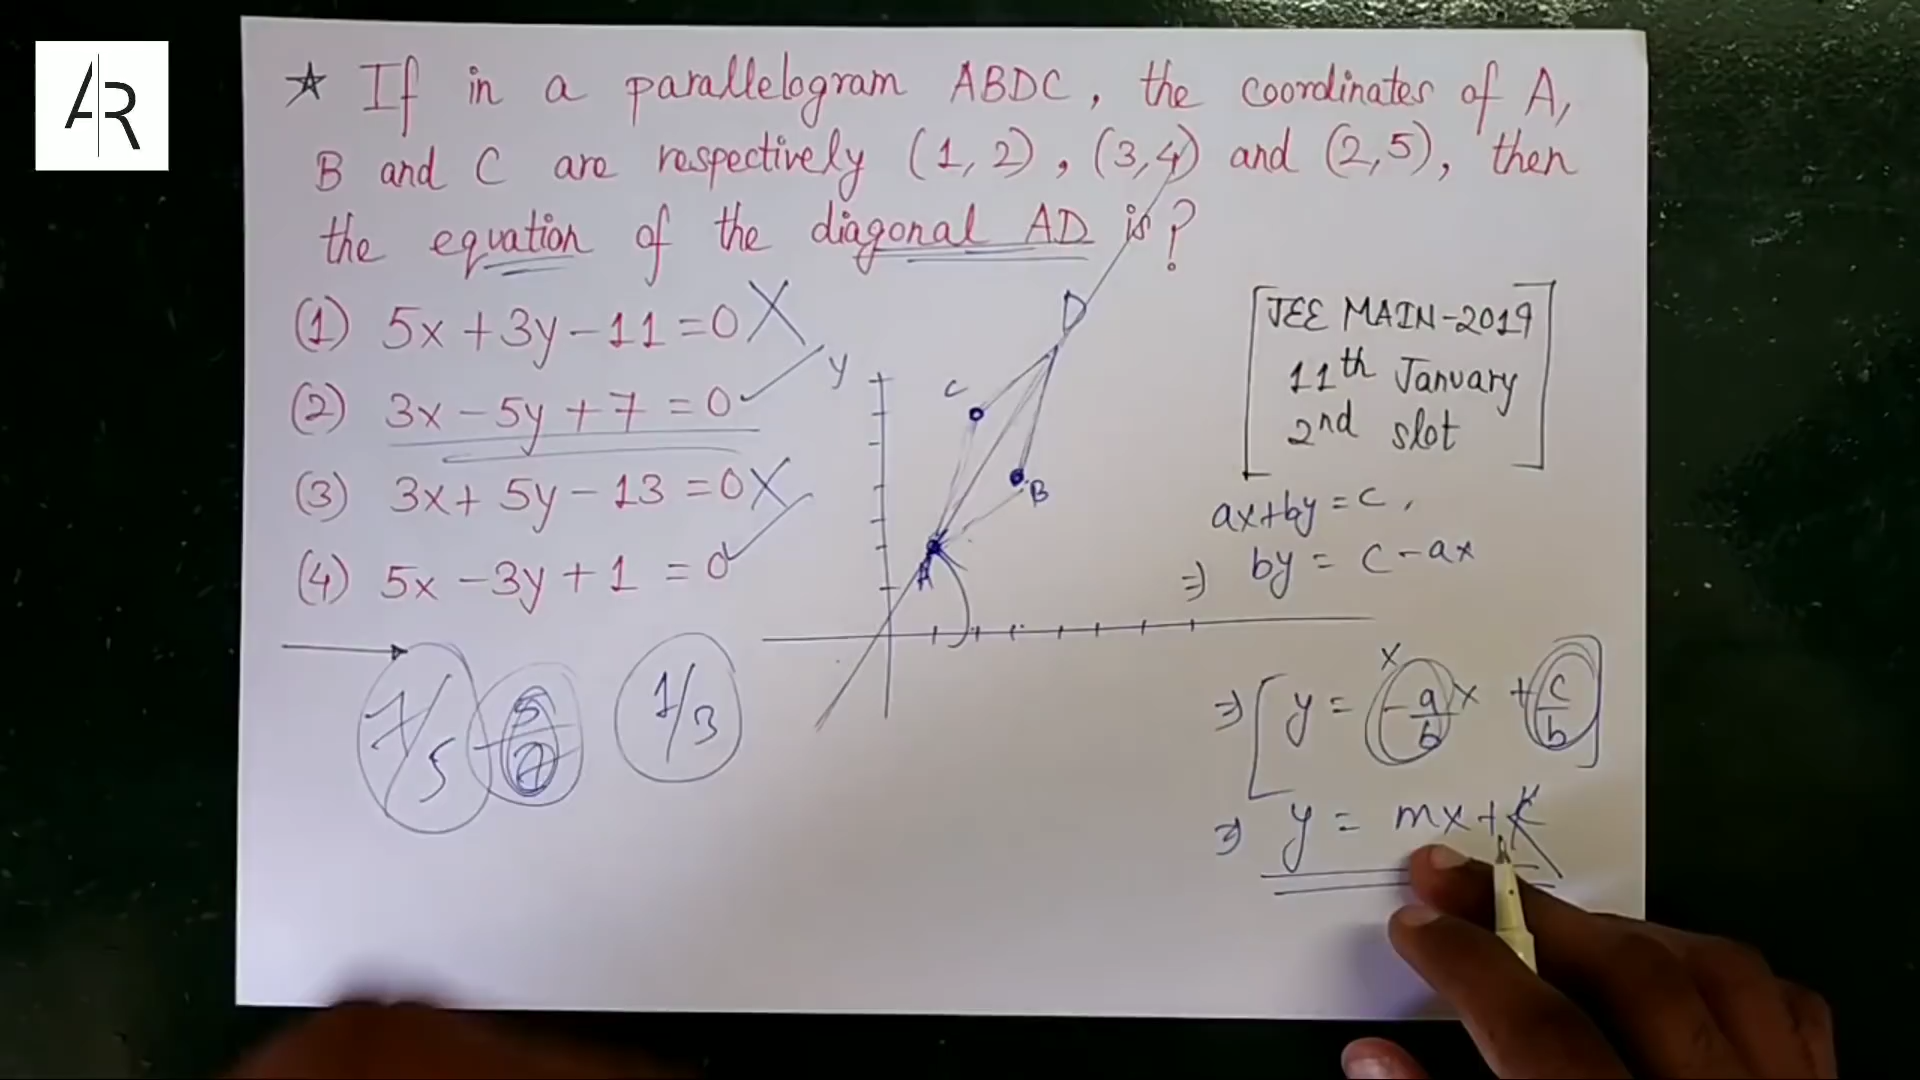 AR
★ If in a parallelogram ABDC, the coordinates of A,
B and C are respectively (1, 2), (3,4) and (2,5), then
the equation of the diagonal AD is?
(1) 5x + 3y - 11 = 0 X
(2) 3x - 5y + 7 = 0
(3) 3x + 5y - 13 = 0 X
(4) 5x - 3y + 1 = 0
JEE MAIN-2019
11th January
2nd slot
y
D
C
B
A
ax+by = c,
⇒ by = c - ax
⇒ [y = -a/b x + c/b]
x
⇒ y = mx +
7/5
1/3